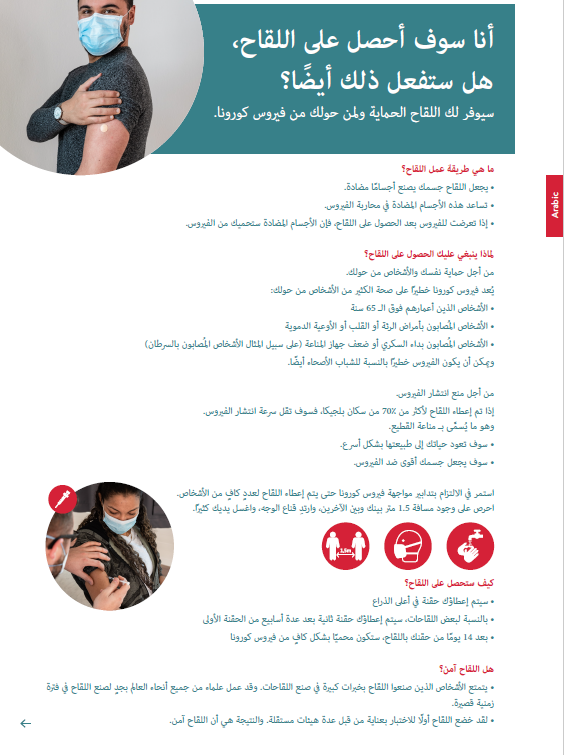 أنا سوف أحصل على اللقاح،
هل ستفعل ذلك أيضًا؟
سيوفر لك اللقاح الحماية ولمن حولك من فيروس كورونا.
Arabic
ما هي طريقة عمل اللقاح؟
• يجعل اللقاح جسمك يصنع أجسامًا مضادة.
• تساعد هذه الأجسام المضادة في محاربة الفيروس.
• إذا تعرضت للفيروس بعد الحصول على اللقاح، فإن الأجسام المضادة ستحميك من الفيروس.
لماذا ينبغي عليك الحصول على اللقاح؟
من أجل حماية نفسك والأشخاص من حولك.
يُعد فيروس كورونا خطيرًا على صحة الكثير من الأشخاص من حولك:
• الأشخاص الذين أعمارهم فوق الـ 65 سنة
• الأشخاص المُصابون بأمراض الرئة أو القلب أو الأوعية الدموية
• الأشخاص المُصابون بداء السكري أو ضعف جهاز المناعة (على سبيل المثال الأشخاص المُصابون بالسرطان)
ويمكن أن يكون الفيروس خطيرًا بالنسبة للشباب الأصحاء أيضًا.
من أجل منع انتشار الفيروس.
إذا تم إعطاء اللقاح لأكثر من 70٪ من سكان بلجيكا، فسوف تقل سرعة انتشار الفيروس.
وهو ما يُسمّى بـ مناعة القطيع.
• سوف تعود حياتك إلى طبيعتها بشكل أسرع.
• سوف يجعل جسمك أقوى ضد الفيروس.
استمر في الالتزام بتدابير مواجهة فيروس كورونا حتى يتم إعطاء اللقاح لعددٍ كافٍ من الأشخاص.
احرص على وجود مسافة 1.5 متر بينك وبين الآخرين، وارتدِ قناع الوجه، واغسل يديك كثيرًا.
1,5m
كيف ستحصل على اللقاح؟
• سيتم إعطاؤك حقنة في أعلى الذراع
• بالنسبة لبعض اللقاحات، سيتم إعطاؤك حقنة ثانية بعد عدة أسابيع من الحقنة الأولى
• بعد 14 يومًا من حقنك باللقاح، ستكون محميًا بشكل كافٍ من فيروس كورونا
هل اللقاح آمن؟
• يتمتع الأشخاص الذين صنعوا اللقاح بخبرات كبيرة في صنع اللقاحات. وقد عمل علماء من جميع أنحاء العالم بجدٍ لصنع اللقاح في فترة
زمنية قصيرة.
• لقد خضع اللقاح أولًا للاختبار بعناية من قبل عدة هيئات مستقلة. والنتيجة هي أن اللقاح آمن.